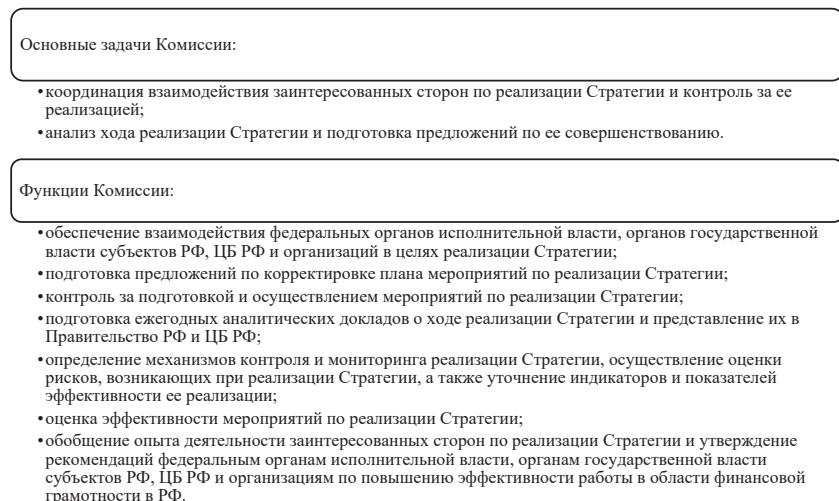 Основные задачи Комиссии:
•координация взаимодействия заинтересованных сторон по реализации Стратегии и контроль за ее
реализацией;
•анализ хода реализации Стратегии и подготовка предложений по ее совершенствованию.
Функции Комиссии:
•обеспечение взаимодействия федеральных органов исполнительной власти, органов государственной
власти субъектов РФ, ЦБ РФ и организаций в целях реализации Стратегии;
•подготовка предложений по корректировке плана мероприятий по реализации Стратегии;
•контроль за подготовкой и осуществлением мероприятий по реализации Стратегии;
•подготовка ежегодных аналитических докладов о ходе реализации Стратегии и представление их в
Правительство РФ и ЦБ РФ;
•определение механизмов контроля и мониторинга реализации Стратегии, осуществление оценки
рисков, возникающих при реализации Стратегии, а также уточнение индикаторов и показателей
эффективности ее реализации;
•оценка эффективности мероприятий по реализации Стратегии;
•обобщение опыта деятельности заинтересованных сторон по реализации Стратегии и утверждение
рекомендаций федеральным органам исполнительной власти, органам государственной власти
субъектов РФ, ЦБ РФ и организациям по повышению эффективности работы в области финансовой
грамотности в РФ.